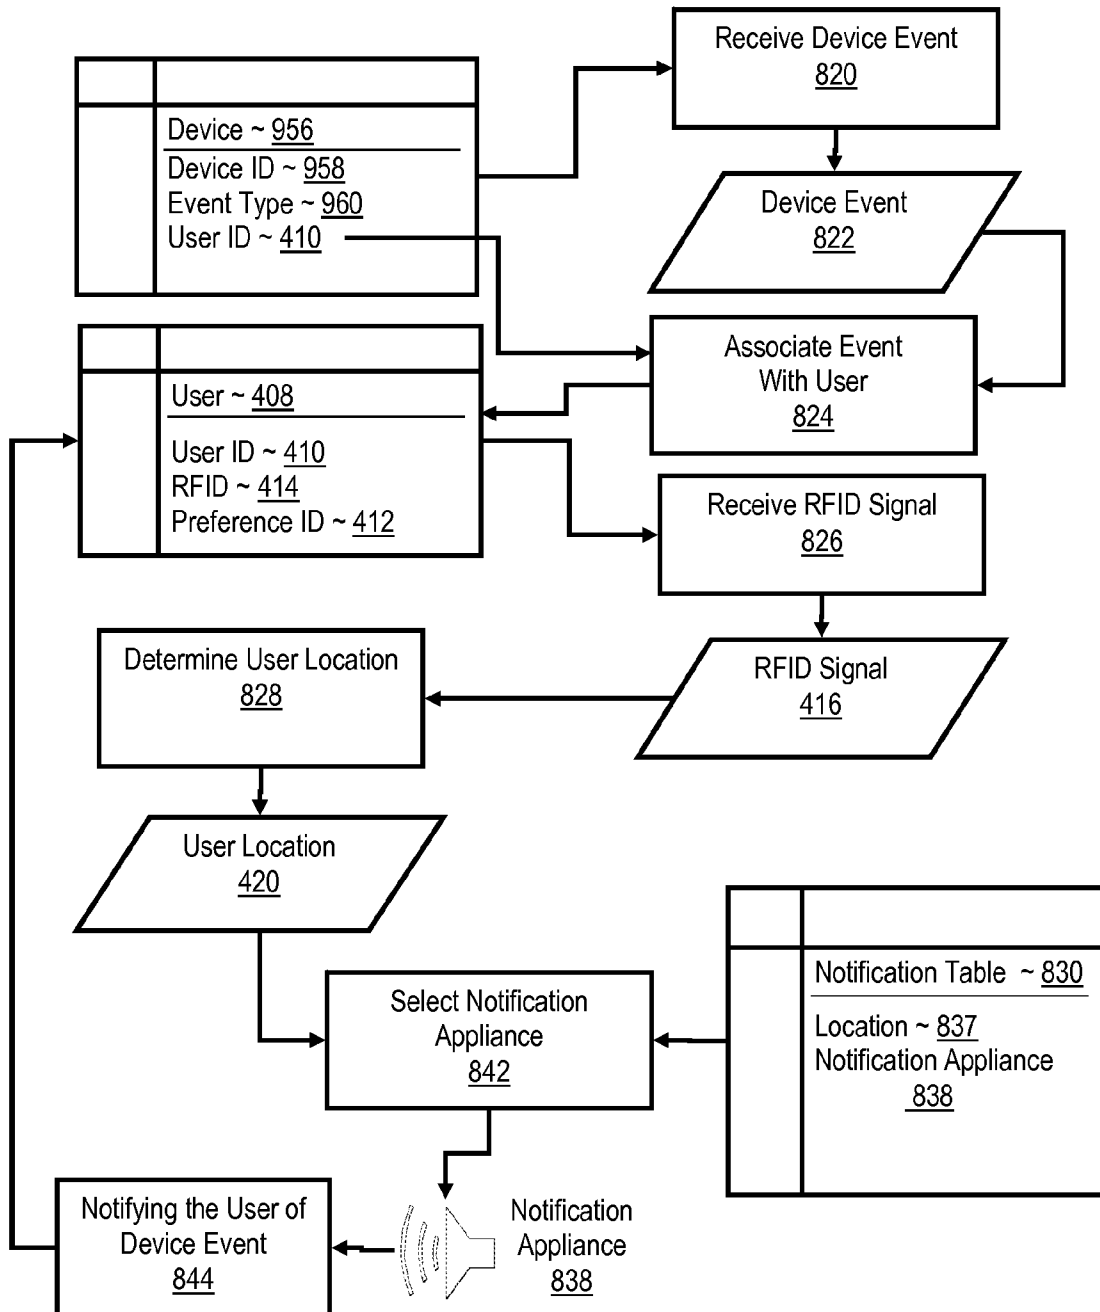 Receive Device Event
820
Device ~ 956
Device ID ~ 958
Event Type ~ 960
User ID ~ 410
Device Event
822
Associate Event
With User
824
User ~ 408
User ID ~ 410
RFID ~ 414
Preference ID ~ 412
Receive RFID Signal
826
Determine User Location
828
RFID Signal
416
User Location
420
Select Notification
Appliance
842
Notification Table ~ 830
Location ~ 837
Notification Appliance
838
Notifying the User of
Device Event
844
Notification
Appliance
838